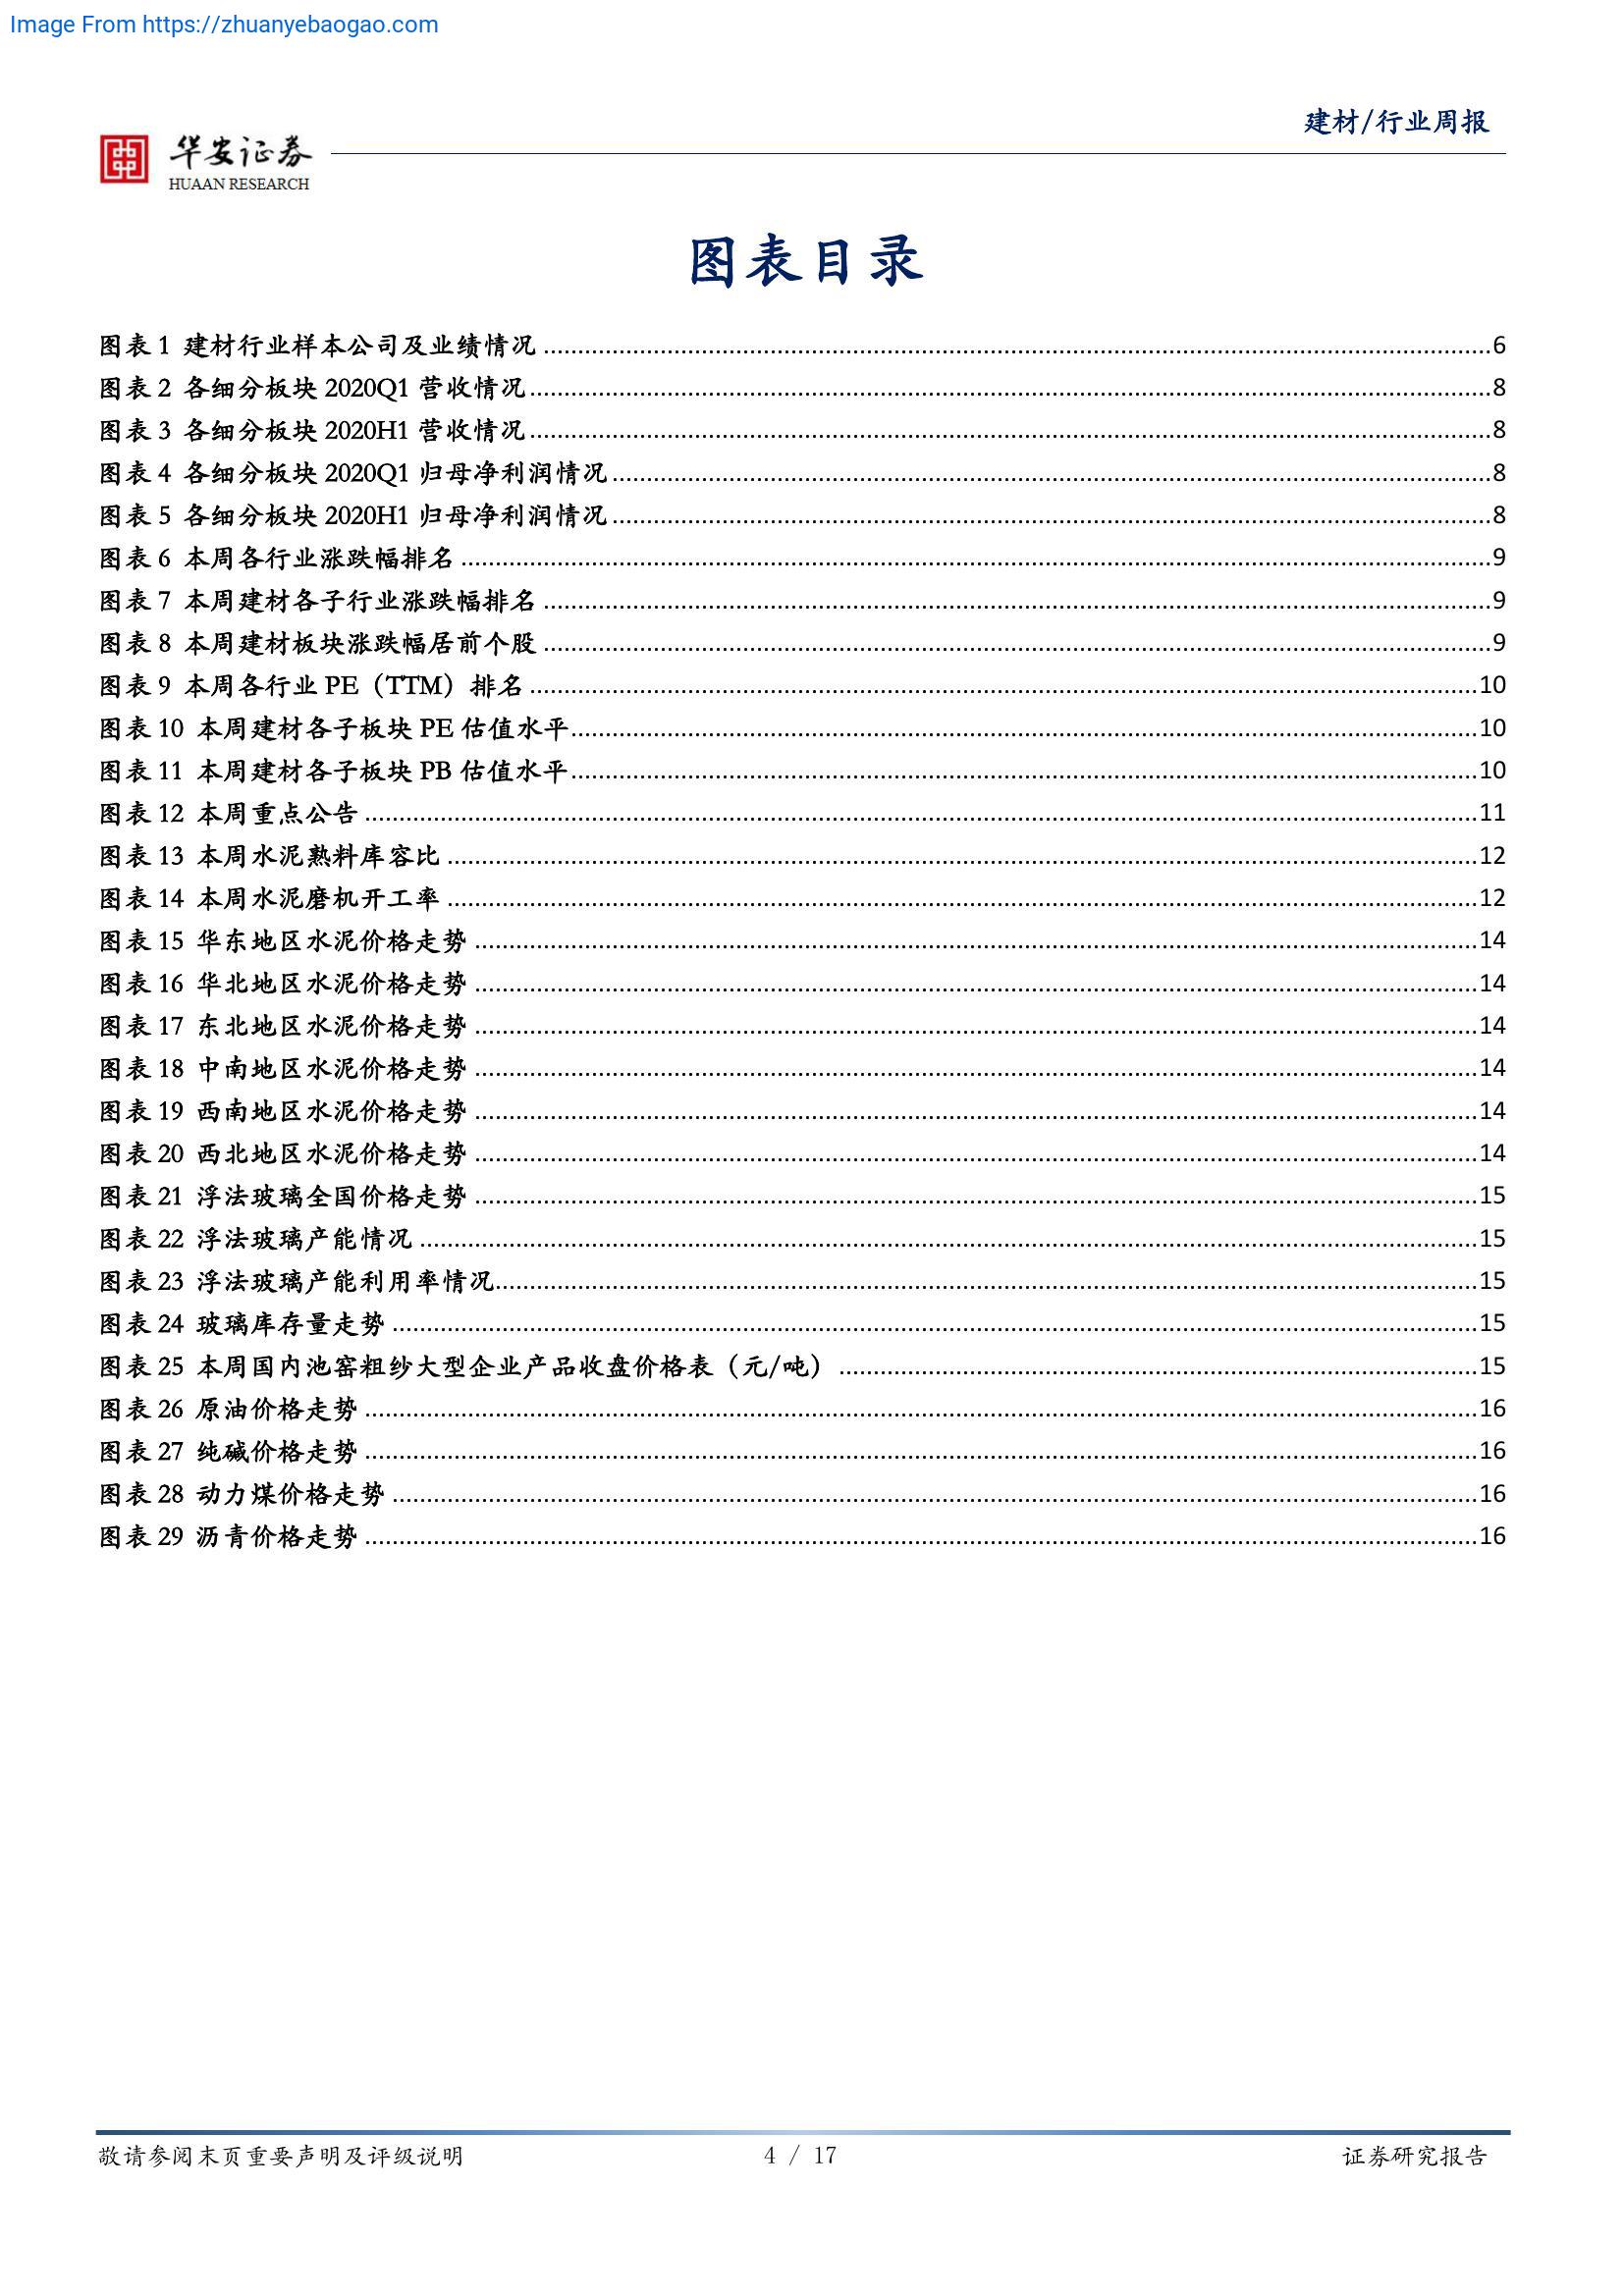 Image From https://zhuanyebaogao.com
建材/行业周报
华安证券
HUAAN RESEARCH
图表目录
图表 1 建材行业样本公司及业绩情况 6
图表 2 各细分板块 2020Q1 营收情况 8
图表 3 各细分板块 2020H1 营收情况 8
图表 4 各细分板块 2020Q1 归母净利润情况 8
图表 5 各细分板块 2020H1 归母净利润情况 8
图表 6 本周各行业涨跌幅排名 9
图表 7 本周建材各子行业涨跌幅排名 9
图表 8 本周建材板块涨跌幅居前个股 9
图表 9 本周各行业 PE（TTM）排名 10
图表 10 本周建材各子板块 PE 估值水平 10
图表 11 本周建材各子板块 PB 估值水平 10
图表 12 本周重点公告 11
图表 13 本周水泥熟料库容比 12
图表 14 本周水泥磨机开工率 12
图表 15 华东地区水泥价格走势 14
图表 16 华北地区水泥价格走势 14
图表 17 东北地区水泥价格走势 14
图表 18 中南地区水泥价格走势 14
图表 19 西南地区水泥价格走势 14
图表 20 西北地区水泥价格走势 14
图表 21 浮法玻璃全国价格走势 15
图表 22 浮法玻璃产能情况 15
图表 23 浮法玻璃产能利用率情况 15
图表 24 玻璃库存量走势 15
图表 25 本周国内池窑粗纱大型企业产品收盘价格表（元/吨） 15
图表 26 原油价格走势 16
图表 27 纯碱价格走势 16
图表 28 动力煤价格走势 16
图表 29 沥青价格走势 16
敬请参阅末页重要声明及评级说明 4 / 17 证券研究报告